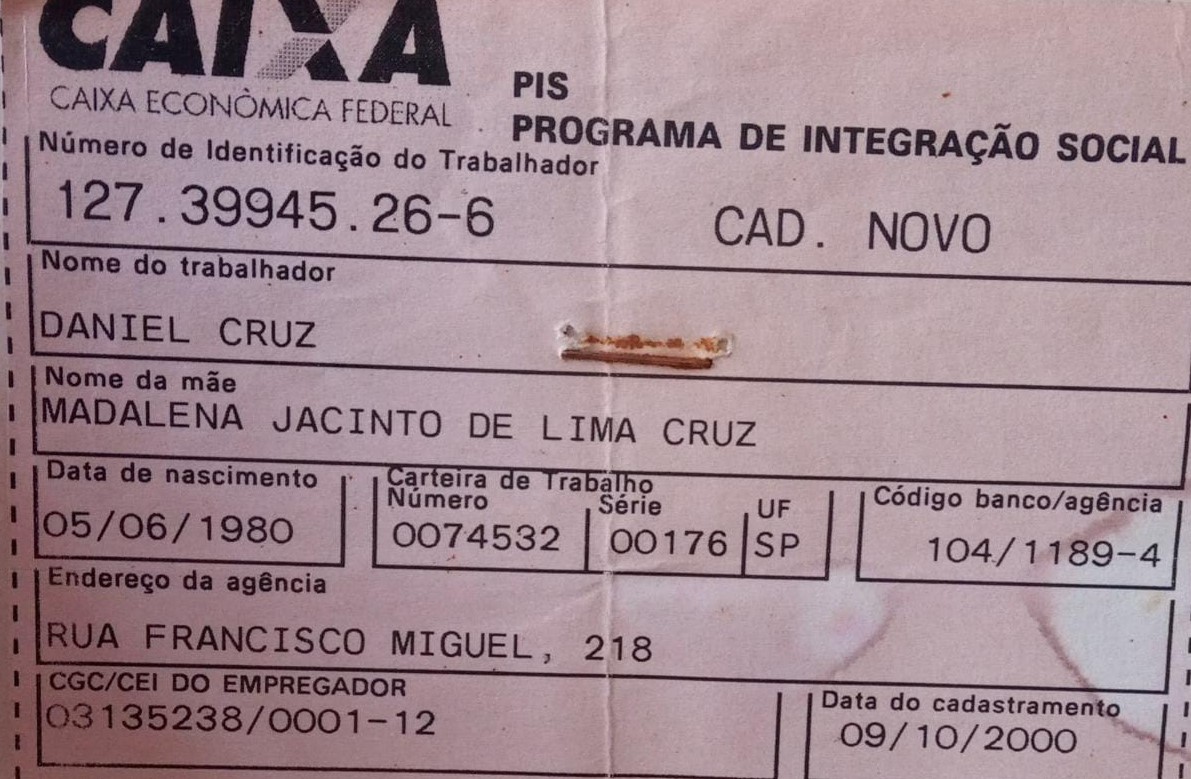 CAIXA
CAIXA ECONÔMICA FEDERAL
PIS
PROGRAMA DE INTEGRAÇÃO SOCIAL
Número de Identificação do Trabalhador
127.39945.26-6 CAD. NOVO
Nome do trabalhador
DANIEL CRUZ
Nome da mãe
MADALENA JACINTO DE LIMA CRUZ
Data de nascimento Carteira de Trabalho Código banco/agência
Número Série UF
05/06/1980 0074532 00176 SP 104/1189-4
Endereço da agência
RUA FRANCISCO MIGUEL, 218
CGC/CEI DO EMPREGADOR Data do cadastramento
03135238/0001-12 09/10/2000